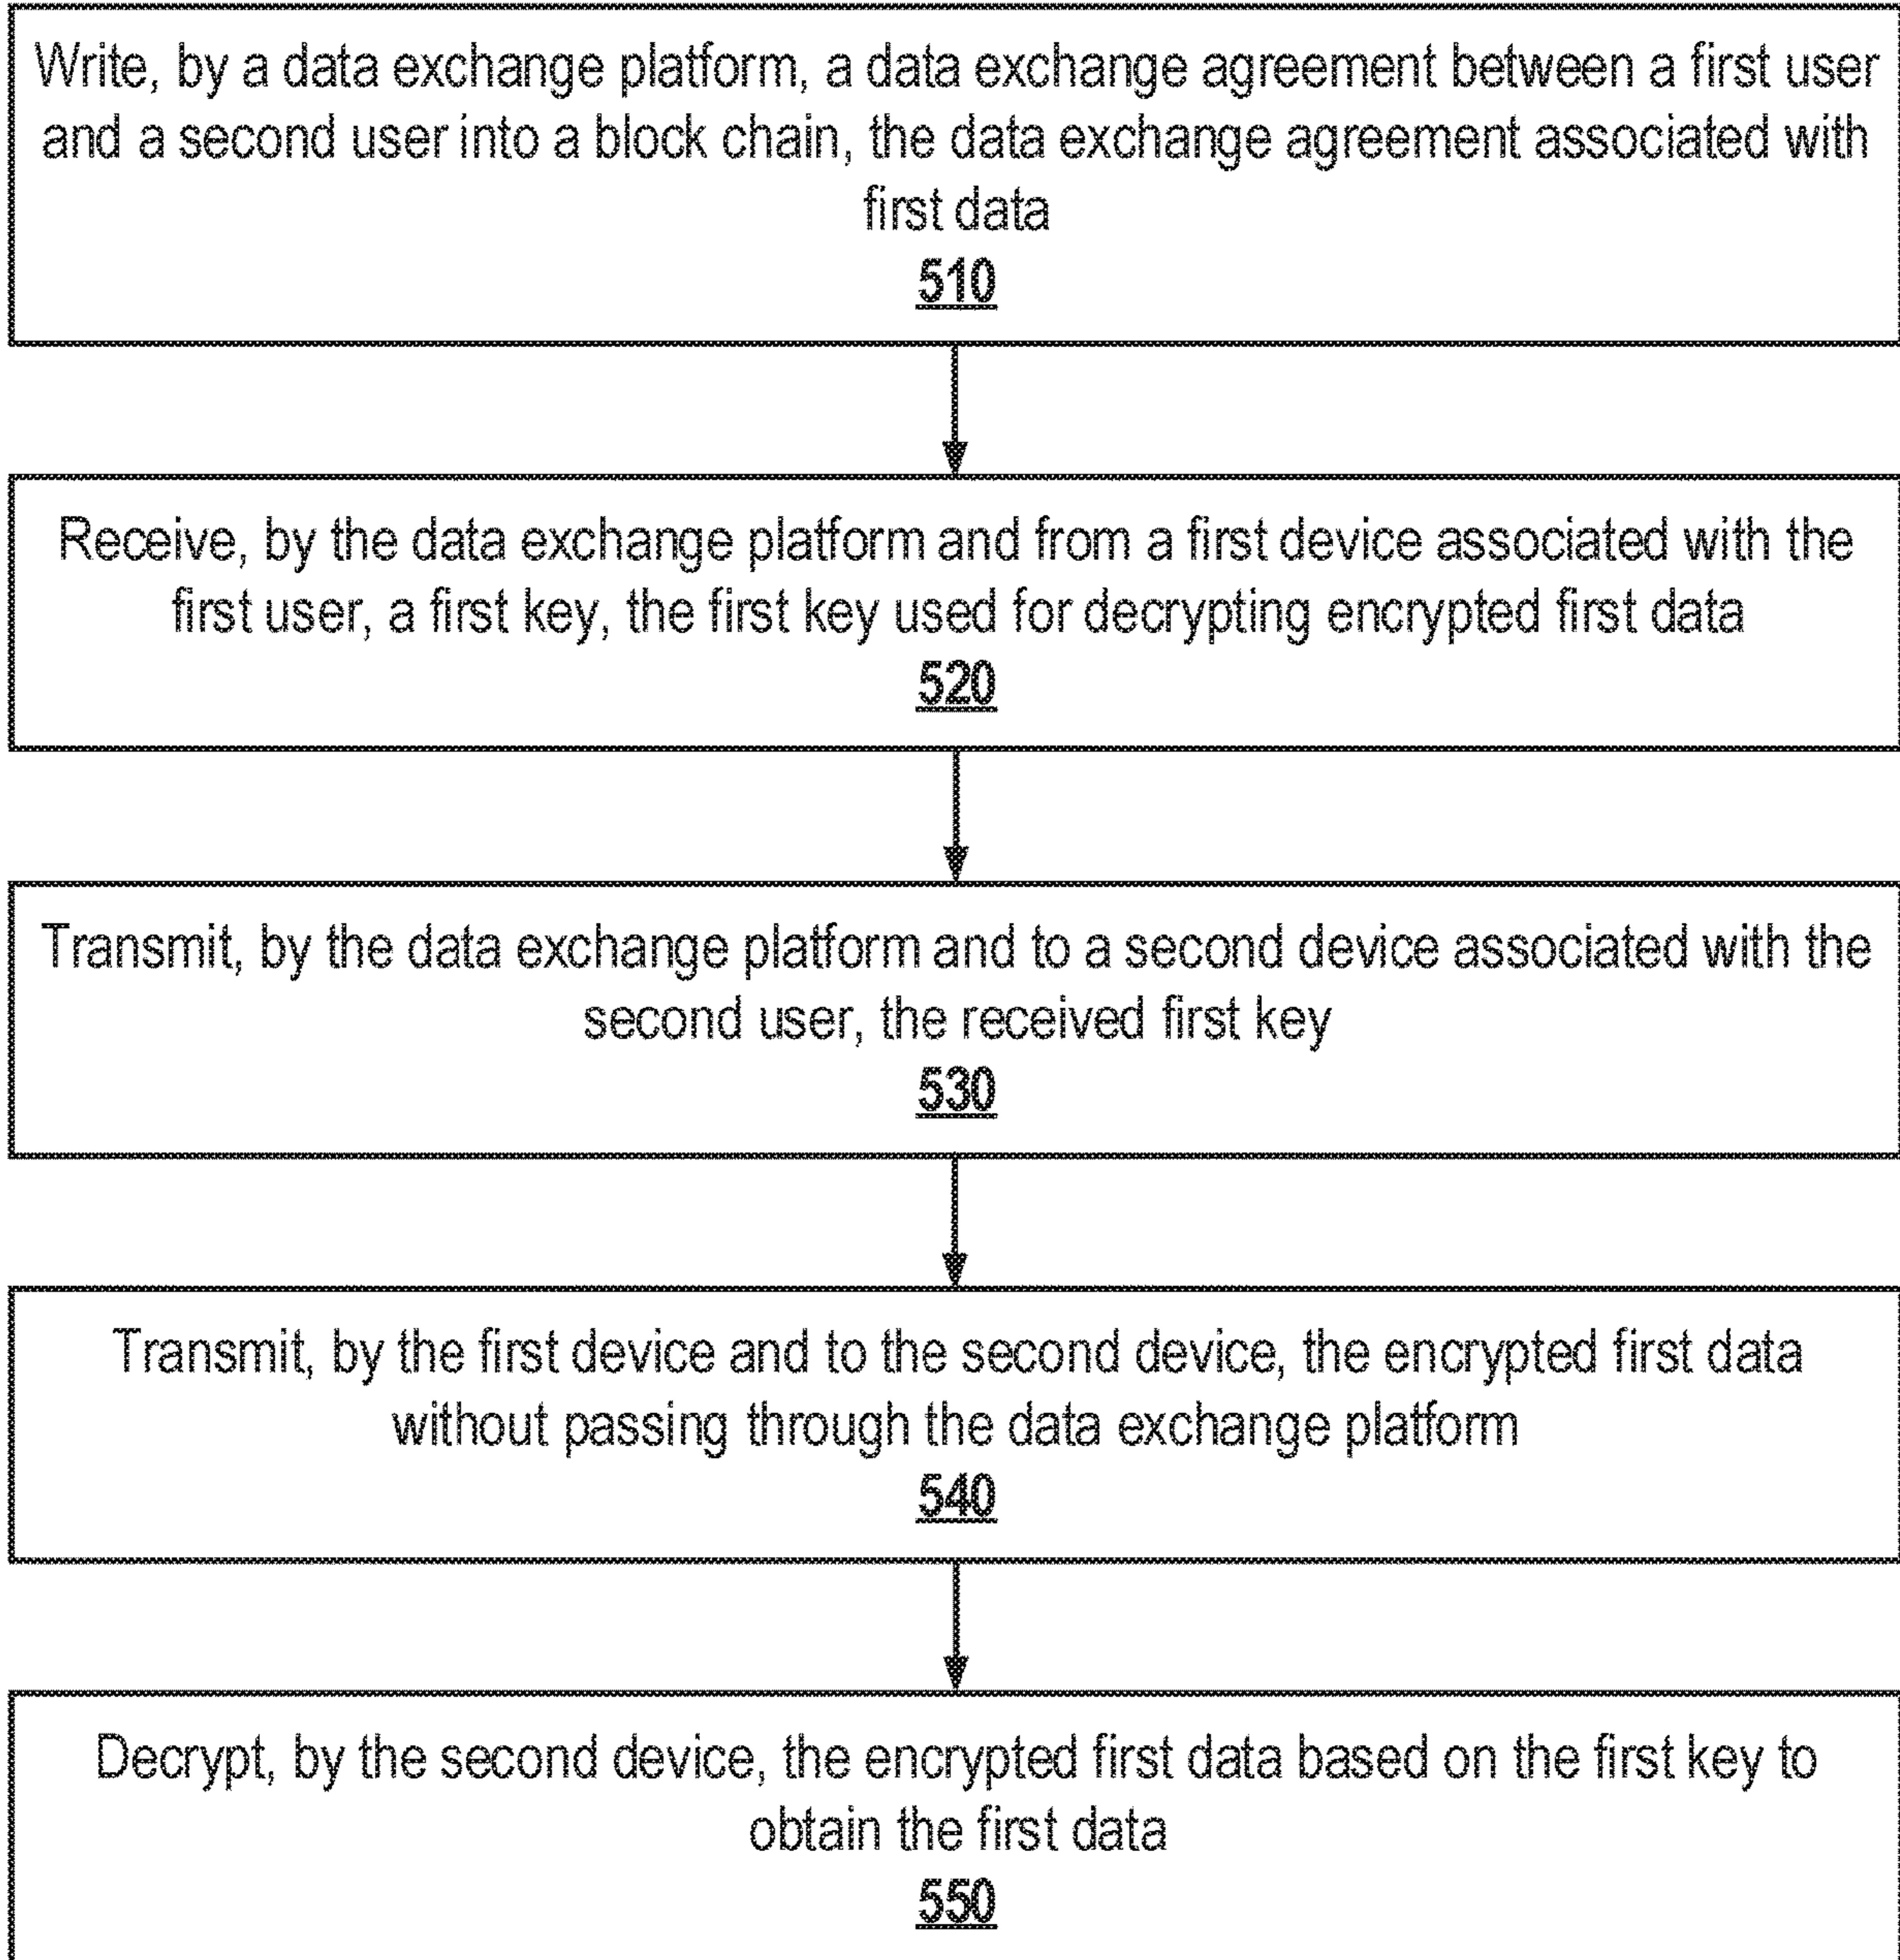 Write, by a data exchange platform, a data exchange agreement between a first user
and a second user into a block chain, the data exchange agreement associated with
first data
510
Receive, by the data exchange platform and from a first device associated with the
first user, a first key, the first key used for decrypting encrypted first data
520
Transmit, by the data exchange platform and to a second device associated with the
second user, the received first key
530
Transmit, by the first device and to the second device, the encrypted first data
without passing through the data exchange platform
540
Decrypt, by the second device, the encrypted first data based on the first key to
obtain the first data
550